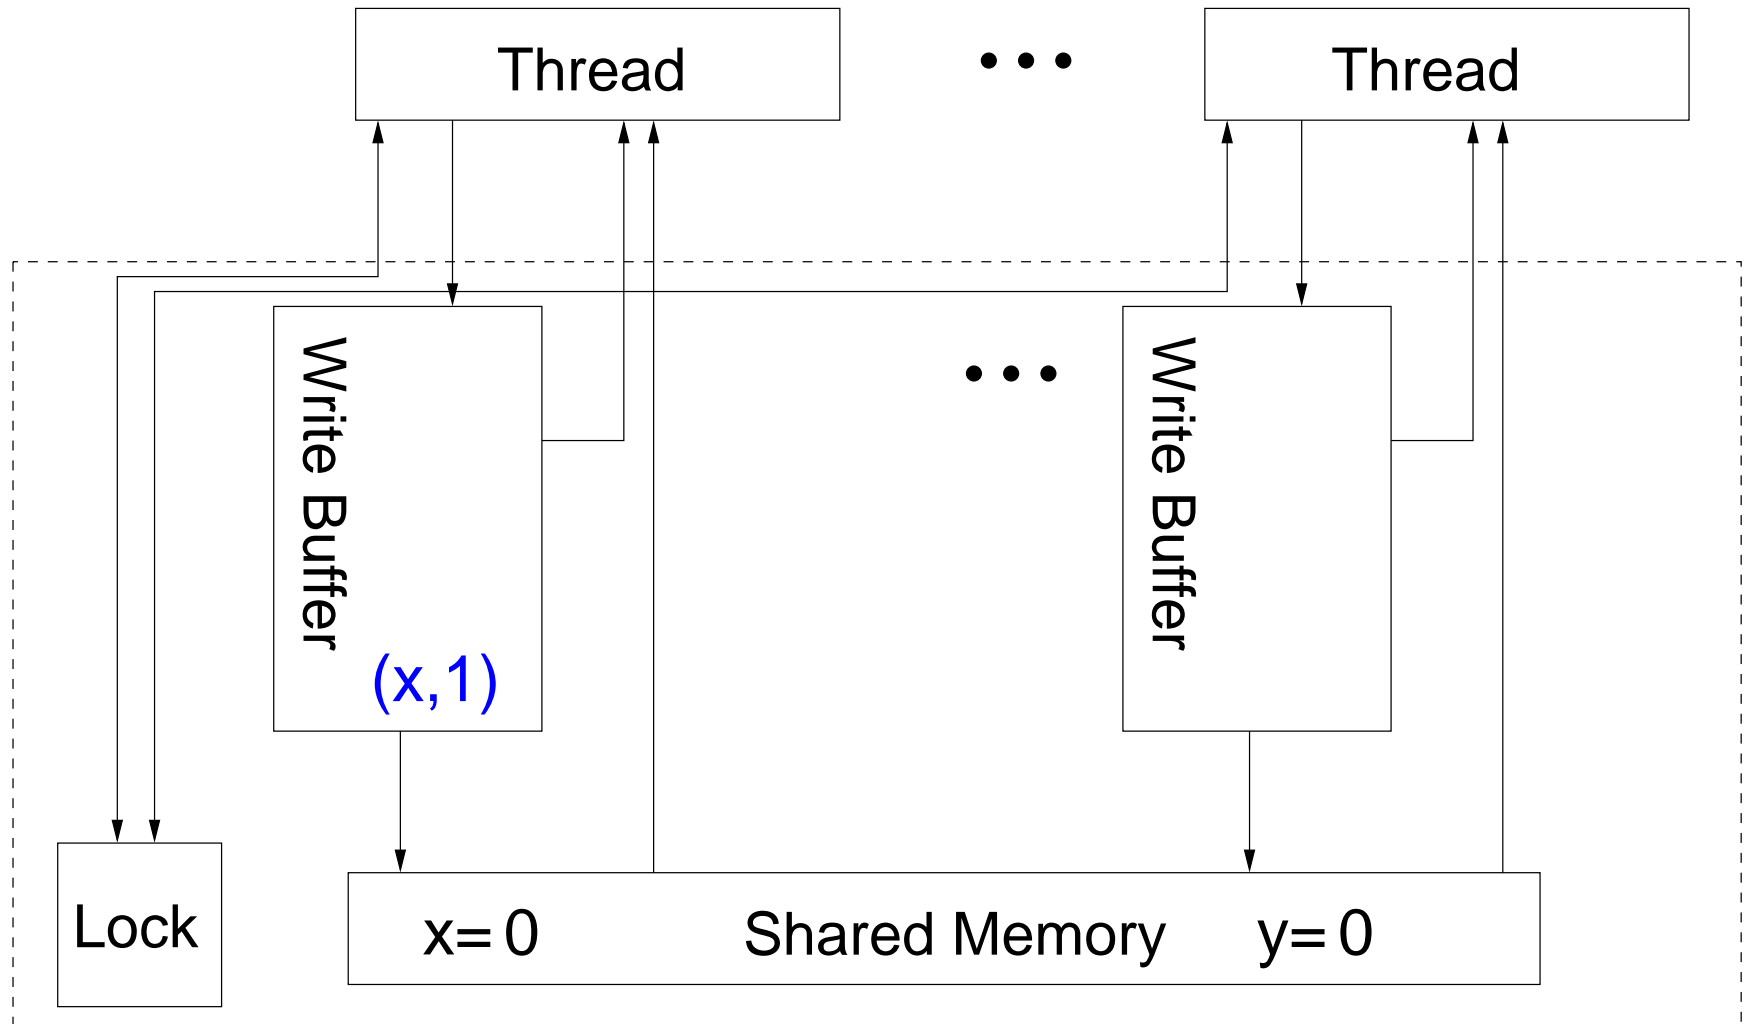 Thread
Thread
Write Buffer
Write Buffer
(x,1)
Lock
x= 0
Shared Memory
y= 0